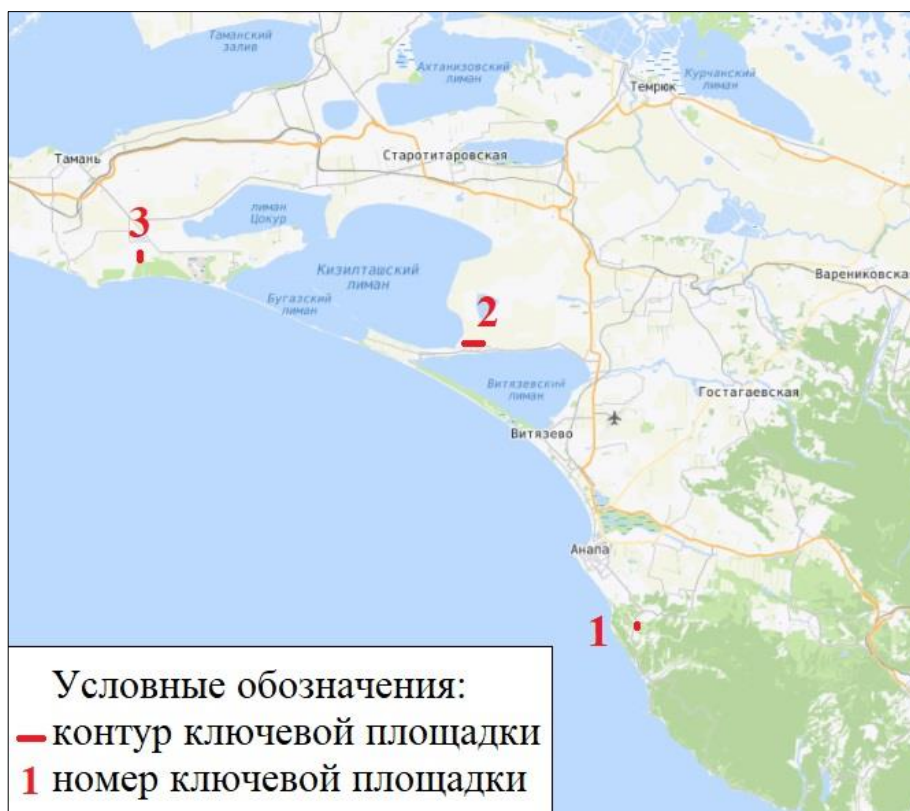 Таманский
залив
Ахтанизовский
лиман
Курчанский
лиман
Темрюк
Тамань
Старотитаровская
лиман
Цокур
3
Кизилташский
лиман
Бугазский
лиман
Варениковская
2
Витязевский
лиман
Гостагаевская
Витязево
Анапа
1
Условные обозначения:
контур ключевой площадки
1 номер ключевой площадки